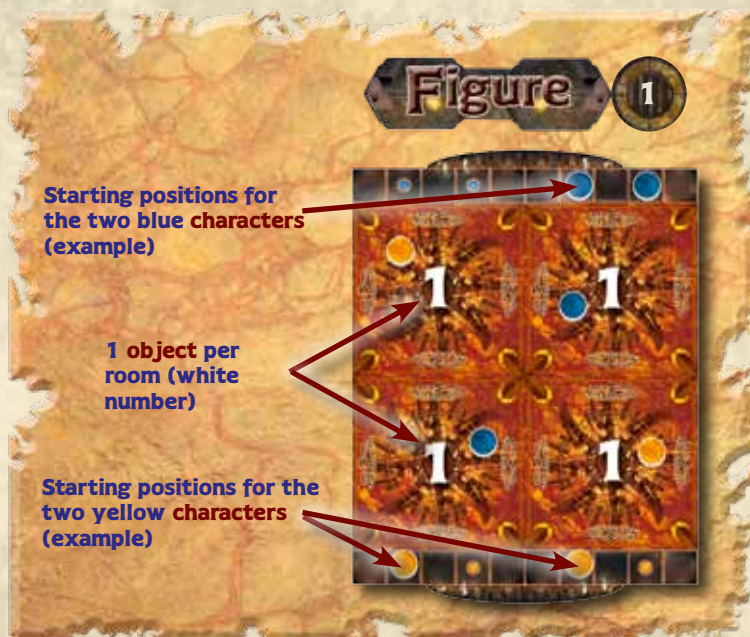 Figure 1
Starting positions for
the two blue characters
(example)
1 1
1 object per
room (white
number)
1 1
Starting positions for the
two yellow characters
(example)